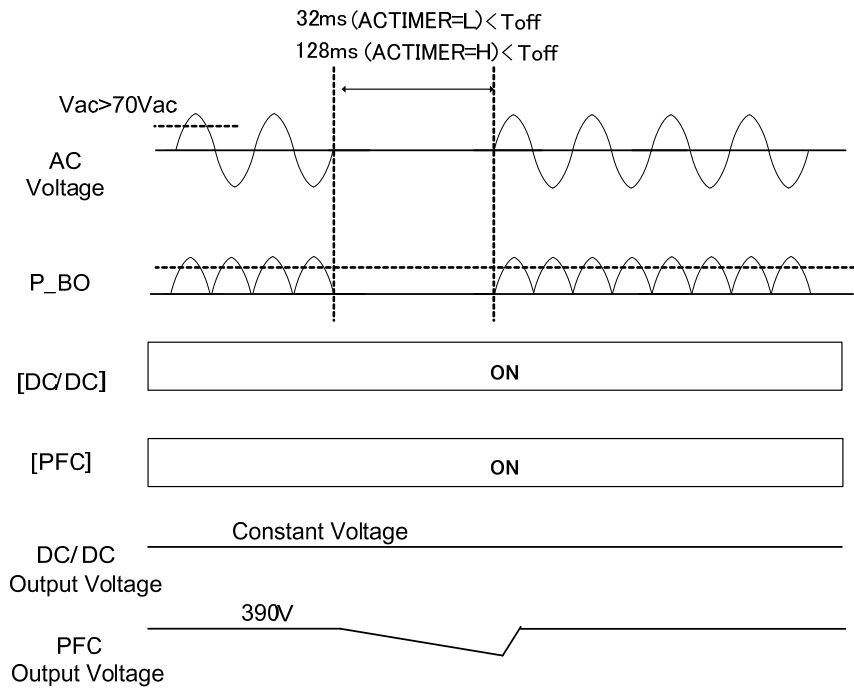 32ms (ACTIMER=L)<Toff
128ms (ACTIMER=H)<Toff
Vac>70Vac
AC
Voltage
P_BO
[DC/DC]
ON
[PFC]
ON
Constant Voltage
DC/DC
Output Voltage
390V
PFC
Output Voltage